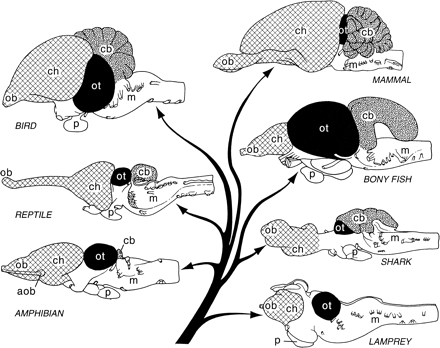 ob
ch
cb
ot
m
p
BIRD
ob
ch
ot
cb
m
MAMMAL
ob
ch
ot
cb
m
p
REPTILE
ob
ot
cb
m
p
BONY FISH
ob
aob
ch
ot
cb
m
p
AMPHIBIAN
ob
ch
ot
cb
m
p
SHARK
ob
ch
ot
m
p
LAMPREY